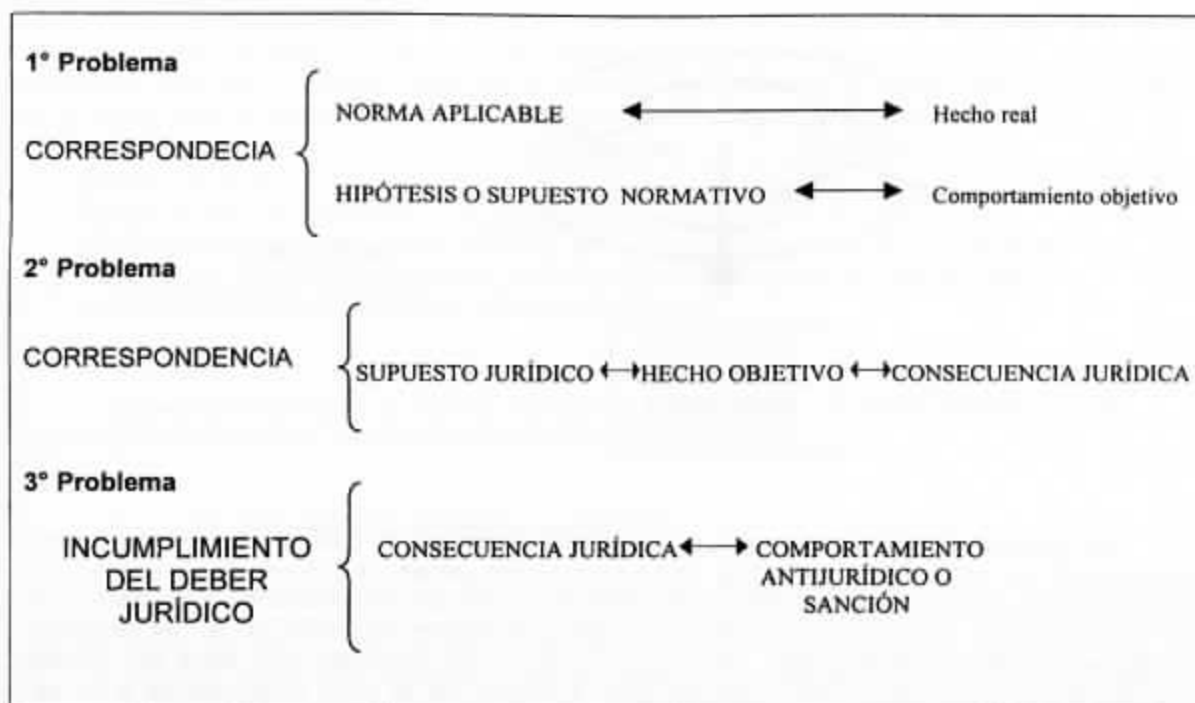 1° Problema
NORMA APLICABLE Hecho real
CORRESPONDECIA
HIPÓTESIS O SUPUESTO NORMATIVO Comportamiento objetivo
2° Problema
CORRESPONDENCIA
SUPUESTO JURÍDICO HECHO OBJETIVO CONSECUENCIA JURÍDICA
3° Problema
INCUMPLIMIENTO
DEL DEBER
JURÍDICO
CONSECUENCIA JURÍDICA COMPORTAMIENTO
ANTIJURÍDICO O
SANCIÓN